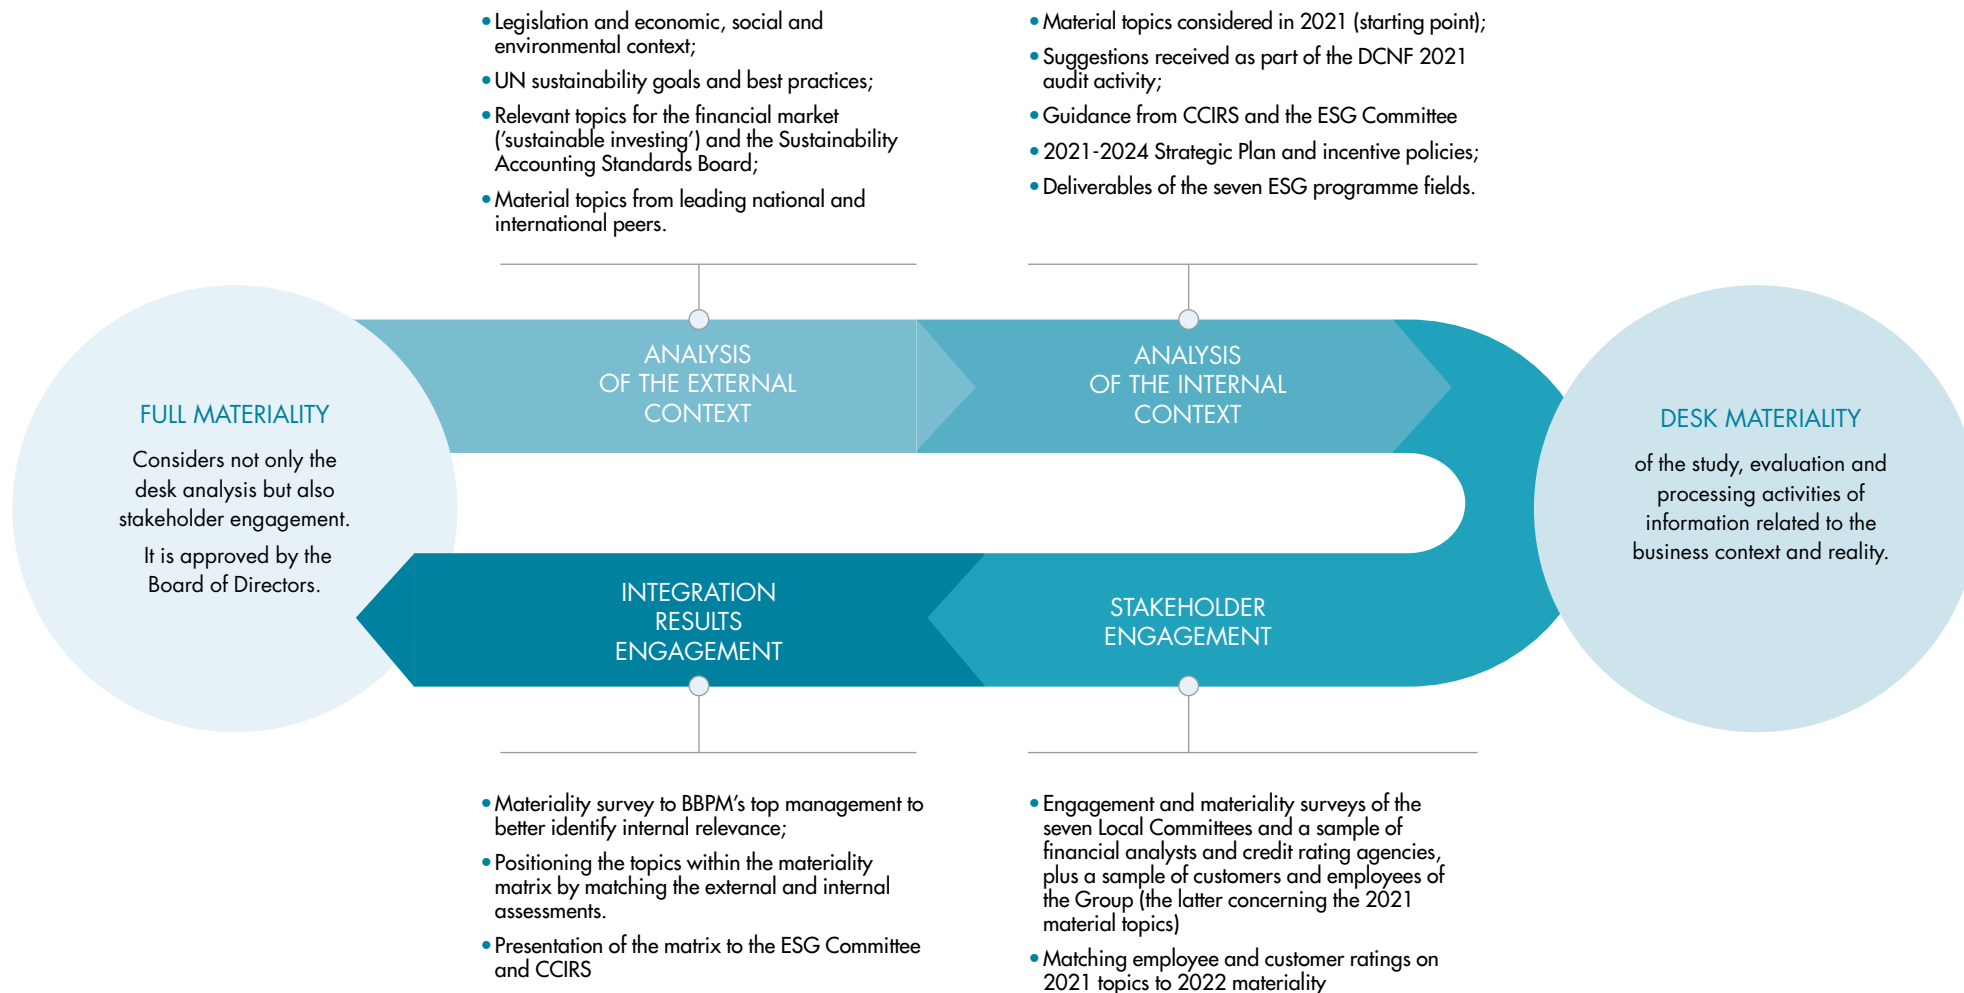 • Legislation and economic, social and
environmental context;
• UN sustainability goals and best practices;
• Relevant topics for the financial market
('sustainable investing') and the Sustainability
Accounting Standards Board;
• Material topics from leading national and
international peers.
• Material topics considered in 2021 (starting point);
• Suggestions received as part of the DCNF 2021
audit activity;
• Guidance from CCIRS and the ESG Committee
• 2021-2024 Strategic Plan and incentive policies;
• Deliverables of the seven ESG programme fields.
FULL MATERIALITY
Considers not only the
desk analysis but also
stakeholder engagement.
It is approved by the
Board of Directors.
ANALYSIS
OF THE EXTERNAL
CONTEXT
ANALYSIS
OF THE INTERNAL
CONTEXT
DESK MATERIALITY
of the study, evaluation and
processing activities of
information related to the
business context and reality.
INTEGRATION
RESULTS
ENGAGEMENT
STAKEHOLDER
ENGAGEMENT
• Materiality survey to BBPM's top management to
better identify internal relevance;
• Positioning the topics within the materiality
matrix by matching the external and internal
assessments.
• Presentation of the matrix to the ESG Committee
and CCIRS
• Engagement and materiality surveys of the
seven Local Committees and a sample of
financial analysts and credit rating agencies,
plus a sample of customers and employees of
the Group (the latter concerning the 2021
material topics)
• Matching employee and customer ratings on
2021 topics to 2022 materiality